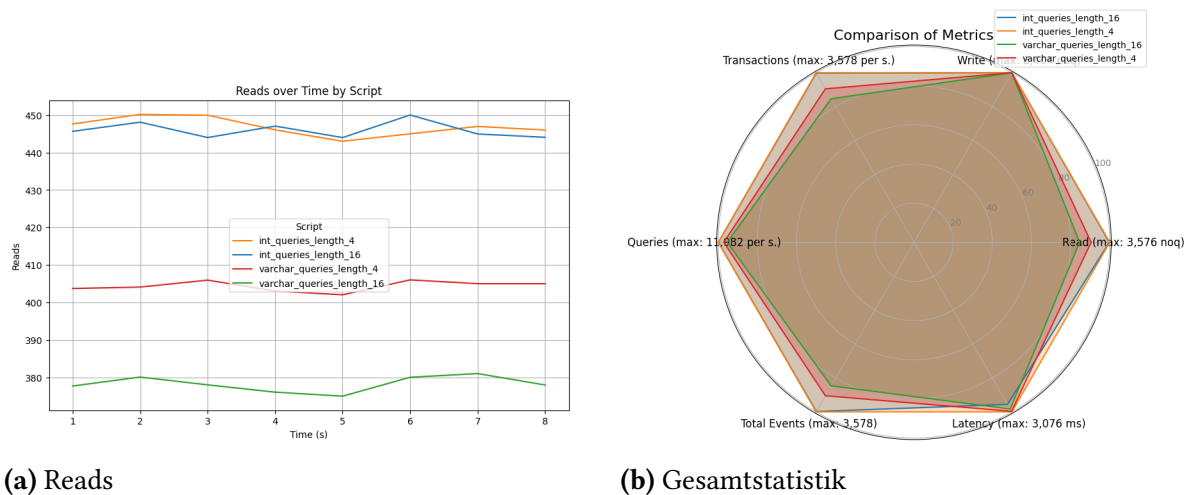 Reads over Time by Script
Reads
450
440
430
420
410
400
390
380
Script
int_queries_length_4
int_queries_length_16
varchar_queries_length_4
varchar_queries_length_16
1 2 3 4 5 6 7 8
Time (s)
(a) Reads
Comparison of Metrics
int_queries_length_16
int_queries_length_4
varchar_queries_length_16
varchar_queries_length_4
Transactions (max: 3,578 per s.)
Write
100
80
60
40
20
Queries (max: 11,982 per s.)
Read (max: 3,576 noq)
Total Events (max: 3,578)
Latency (max: 3,076 ms)
(b) Gesamtstatistik